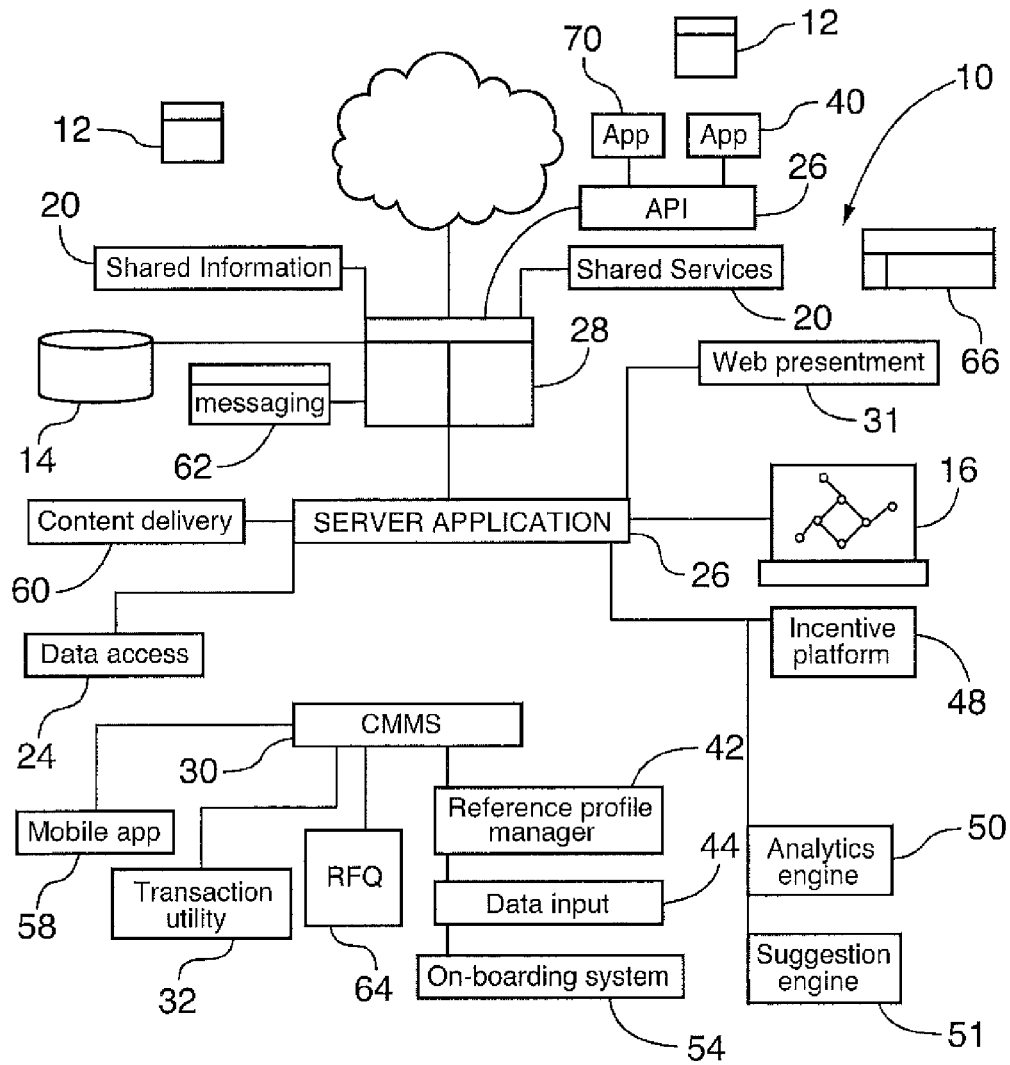 12
70
12
10
App
App
40
26
API
20
Shared Information
Shared Services
20
66
28
14
messaging
62
Web presentment
31
Content delivery
60
SERVER APPLICATION
26
16
Data access
24
Incentive
platform
48
CMMS
30
42
Mobile app
58
Reference profile
manager
Transaction
utility
32
RFQ
64
44
Data input
Analytics
engine
50
On-boarding system
54
Suggestion
engine
51